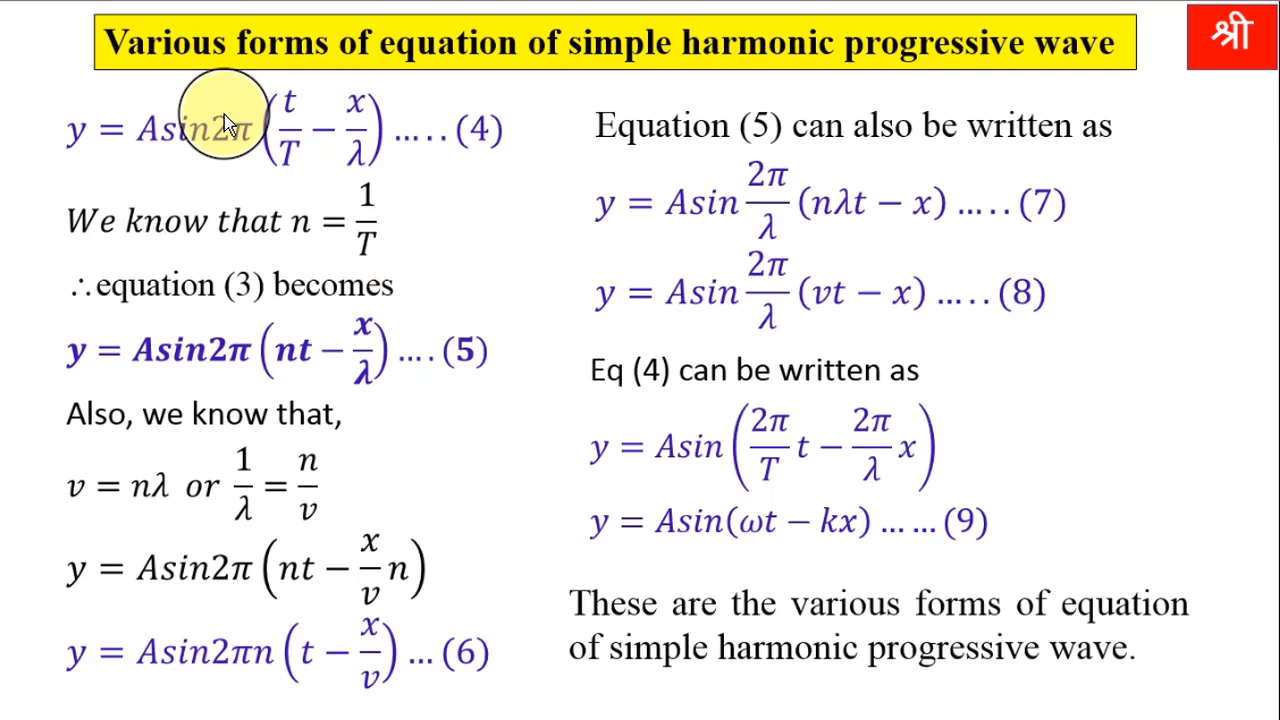 Various forms of equation of simple harmonic progressive wave
श्री
y = Asin2π (t/T − x/λ) ….. (4)
We know that n = 1/T
∴equation (3) becomes
y = Asin2π (nt − x/λ) …. (5)
Also, we know that,
v = nλ or 1/λ = n/v
y = Asin2π (nt − x/v n)
y = Asin2πn (t − x/v) … (6)
Equation (5) can also be written as
y = Asin 2π/λ (nλt − x) ….. (7)
y = Asin 2π/λ (vt − x) ….. (8)
Eq (4) can be written as
y = Asin (2π/T t − 2π/λ x)
y = Asin(ωt − kx) … … (9)
These are the various forms of equation
of simple harmonic progressive wave.